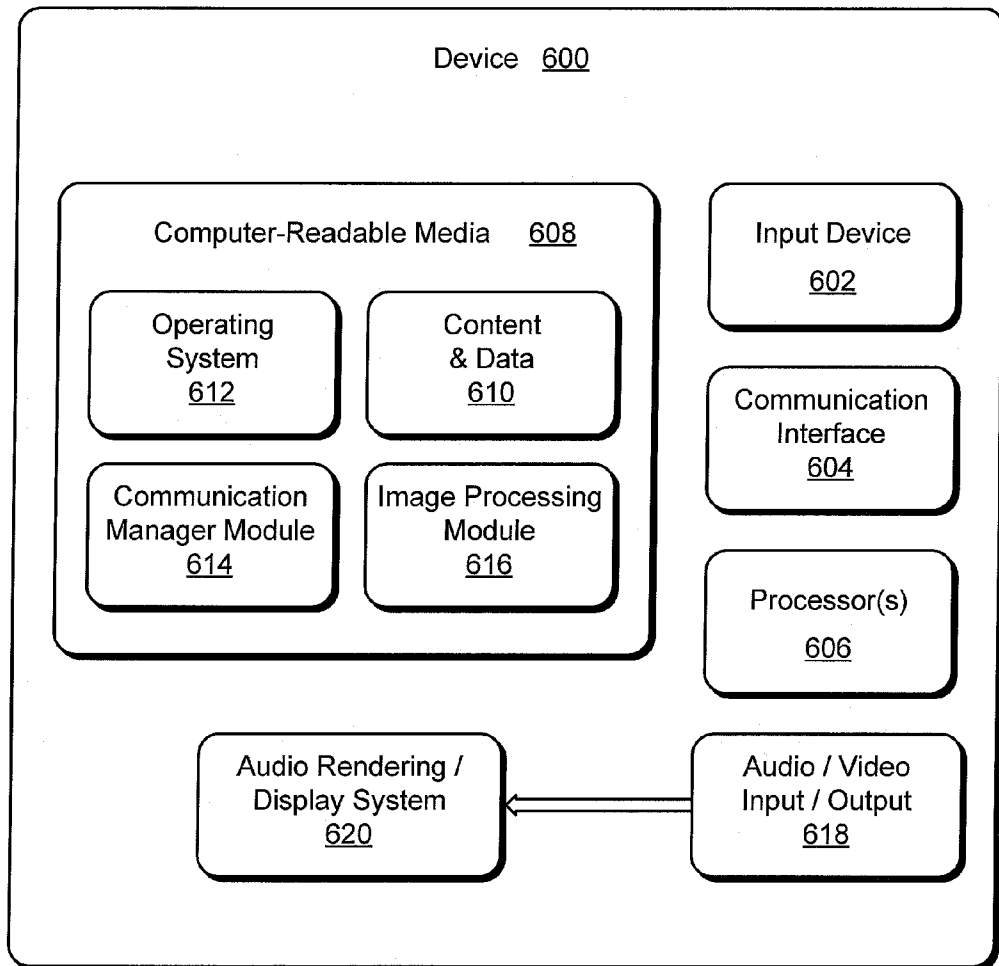 Device 600
Computer-Readable Media 608
Operating
System
612
Content
& Data
610
Communication
Manager Module
614
Image Processing
Module
616
Input Device
602
Communication
Interface
604
Processor(s)
606
Audio Rendering /
Display System
620
Audio / Video
Input / Output
618